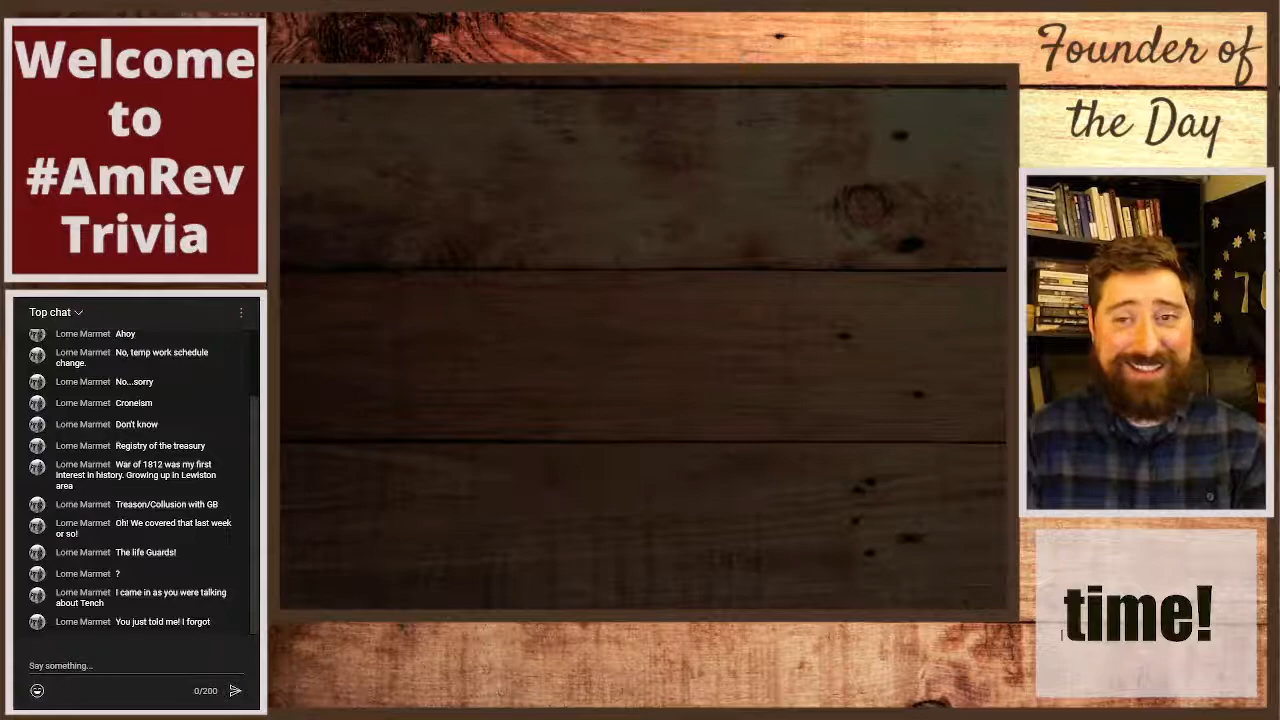 Welcome
to
#AmRev
Trivia
Founder of
the Day
Top chat
Lorne Marmet Ahoy
Lorne Marmet No, temp work schedule
change.
Lorne Marmet No...sorry
Lorne Marmet Croneism
Lorne Marmet Don't know
Lorne Marmet Registry of the treasury
Lorne Marmet War of 1812 was my first
interest in history. Growing up in Lewiston
area
Lorne Marmet Treason/Collusion with GB
Lorne Marmet Oh! We covered that last week
or so!
Lorne Marmet The life Guards!
Lorne Marmet ?
Lorne Marmet I came in as you were talking
about Tench
Lorne Marmet You just told me! I forgot
Say something...
0/200
time!